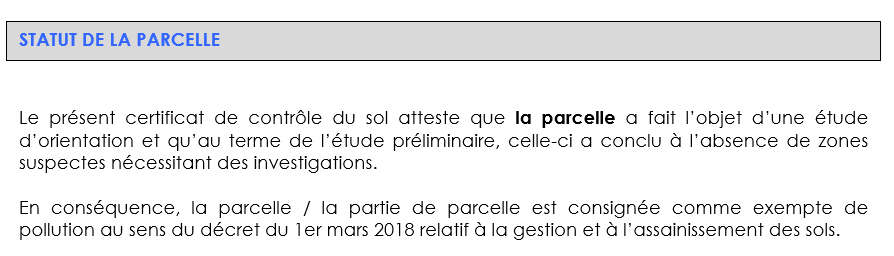 STATUT DE LA PARCELLE
Le présent certificat de contrôle du sol atteste que la parcelle a fait l'objet d'une étude
d'orientation et qu'au terme de l'étude préliminaire, celle-ci a conclu à l'absence de zones
suspectes nécessitant des investigations.
En conséquence, la parcelle / la partie de parcelle est consignée comme exempte de
pollution au sens du décret du 1er mars 2018 relatif à la gestion et à l'assainissement des sols.